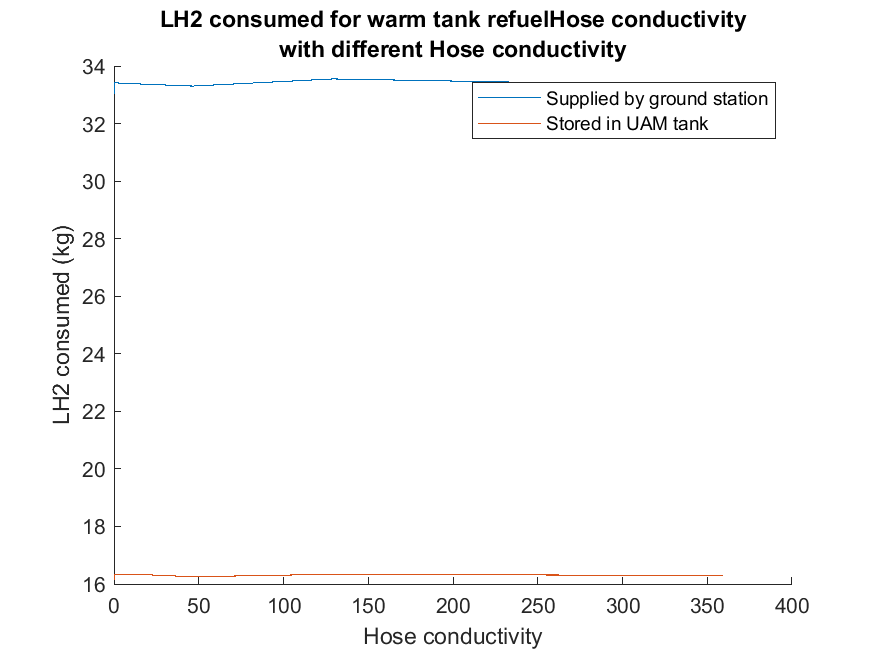 LH2 consumed for warm tank refuelHose conductivity
with different Hose conductivity
34
32
30
28
26
24
22
20
18
16
LH2 consumed (kg)
Supplied by ground station
Stored in UAM tank
0 50 100 150 200 250 300 350 400
Hose conductivity